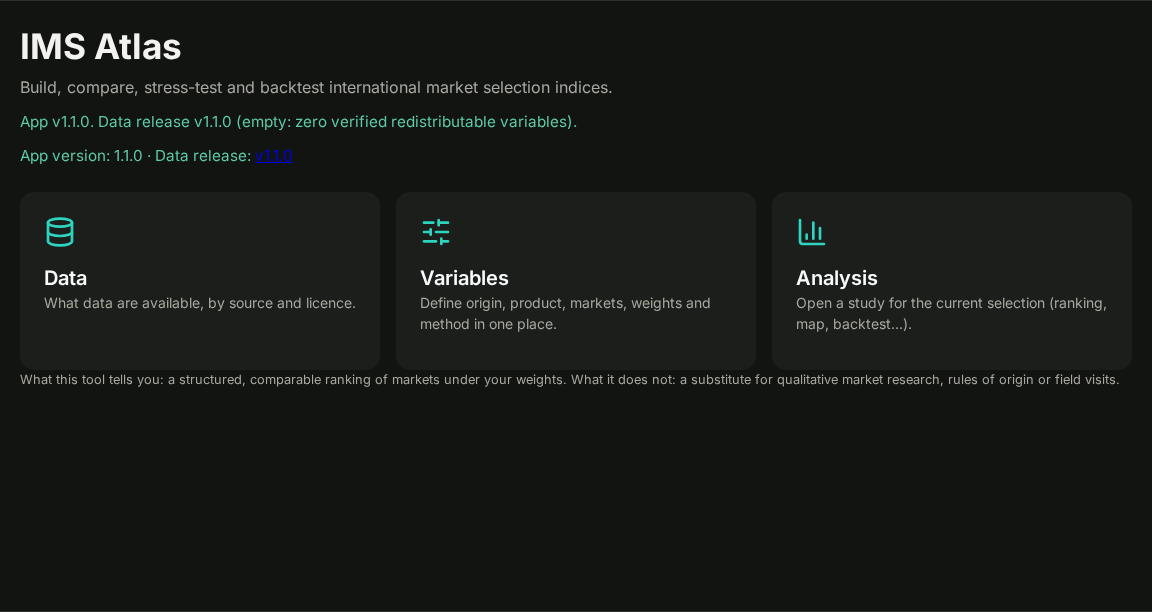 IMS Atlas
Build, compare, stress-test and backtest international market selection indices.
App v1.1.0. Data release v1.1.0 (empty: zero verified redistributable variables).
App version: 1.1.0 · Data release: v1.1.0
Data
What data are available, by source and licence.
Variables
Define origin, product, markets, weights and
method in one place.
Analysis
Open a study for the current selection (ranking,
map, backtest...).
What this tool tells you: a structured, comparable ranking of markets under your weights. What it does not: a substitute for qualitative market research, rules of origin or field visits.